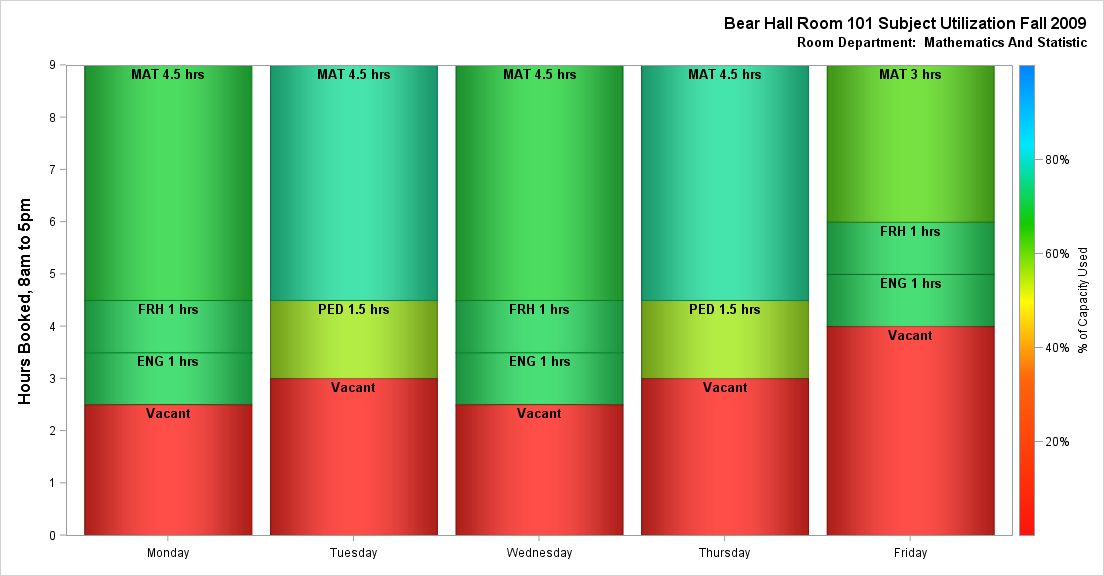 Bear Hall Room 101 Subject Utilization Fall 2009
Room Department:  Mathematics And Statistic
Hours Booked, 8am to 5pm
9
8
7
6
5
4
3
2
1
0
MAT 4.5 hrs
FRH 1 hrs
ENG 1 hrs
Vacant
Monday
MAT 4.5 hrs
PED 1.5 hrs
Vacant
Tuesday
MAT 4.5 hrs
FRH 1 hrs
ENG 1 hrs
Vacant
Wednesday
MAT 4.5 hrs
PED 1.5 hrs
Vacant
Thursday
MAT 3 hrs
FRH 1 hrs
ENG 1 hrs
Vacant
Friday
80%
60%
40%
20%
% of Capacity Used